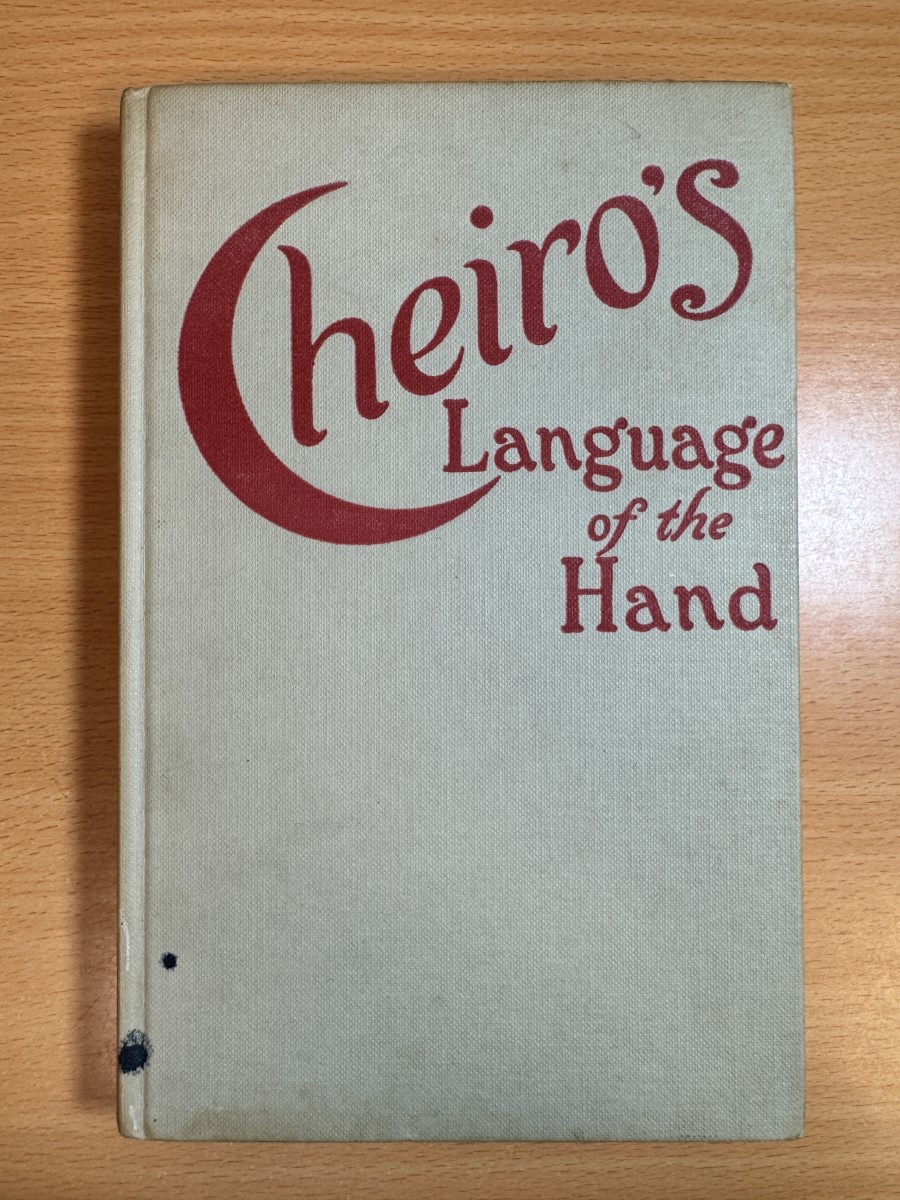 Cheiro's
Language
of the
Hand